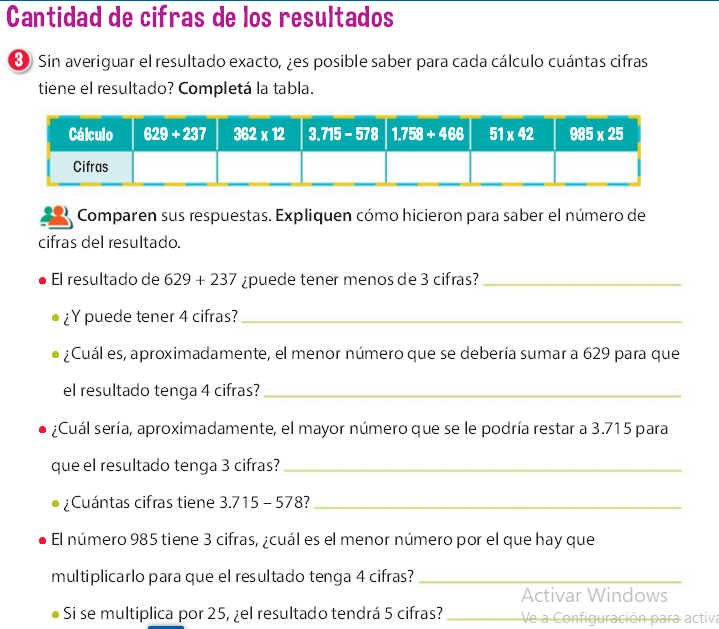 Cantidad de cifras de los resultados
3 Sin averiguar el resultado exacto, ¿es posible saber para cada cálculo cuántas cifras
tiene el resultado? Completá la tabla.
Cálculo 629 + 237 362 x 12 3.715 – 578 1.758 + 466 51 x 42 985 x 25
Cifras
Comparen sus respuestas. Expliquen cómo hicieron para saber el número de
cifras del resultado.
• El resultado de 629 + 237 ¿puede tener menos de 3 cifras?
• ¿Y puede tener 4 cifras?
• ¿Cuál es, aproximadamente, el menor número que se debería sumar a 629 para que
el resultado tenga 4 cifras?
• ¿Cuál sería, aproximadamente, el mayor número que se le podría restar a 3.715 para
que el resultado tenga 3 cifras?
• ¿Cuántas cifras tiene 3.715 – 578?
• El número 985 tiene 3 cifras, ¿cuál es el menor número por el que hay que
multiplicarlo para que el resultado tenga 4 cifras?
Activar Windows
• Si se multiplica por 25, ¿el resultado tendrá 5 cifras?
Ve a Configuración para activa